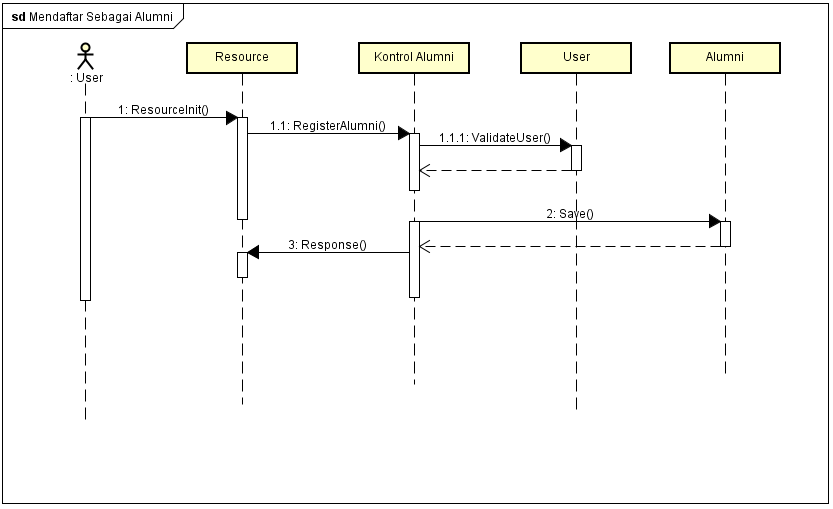 sd Mendaftar Sebagai Alumni
: User
Resource
Kontrol Alumni
User
Alumni
1: ResourceInit()
1.1: RegisterAlumni()
1.1.1: ValidateUser()
2: Save()
3: Response()